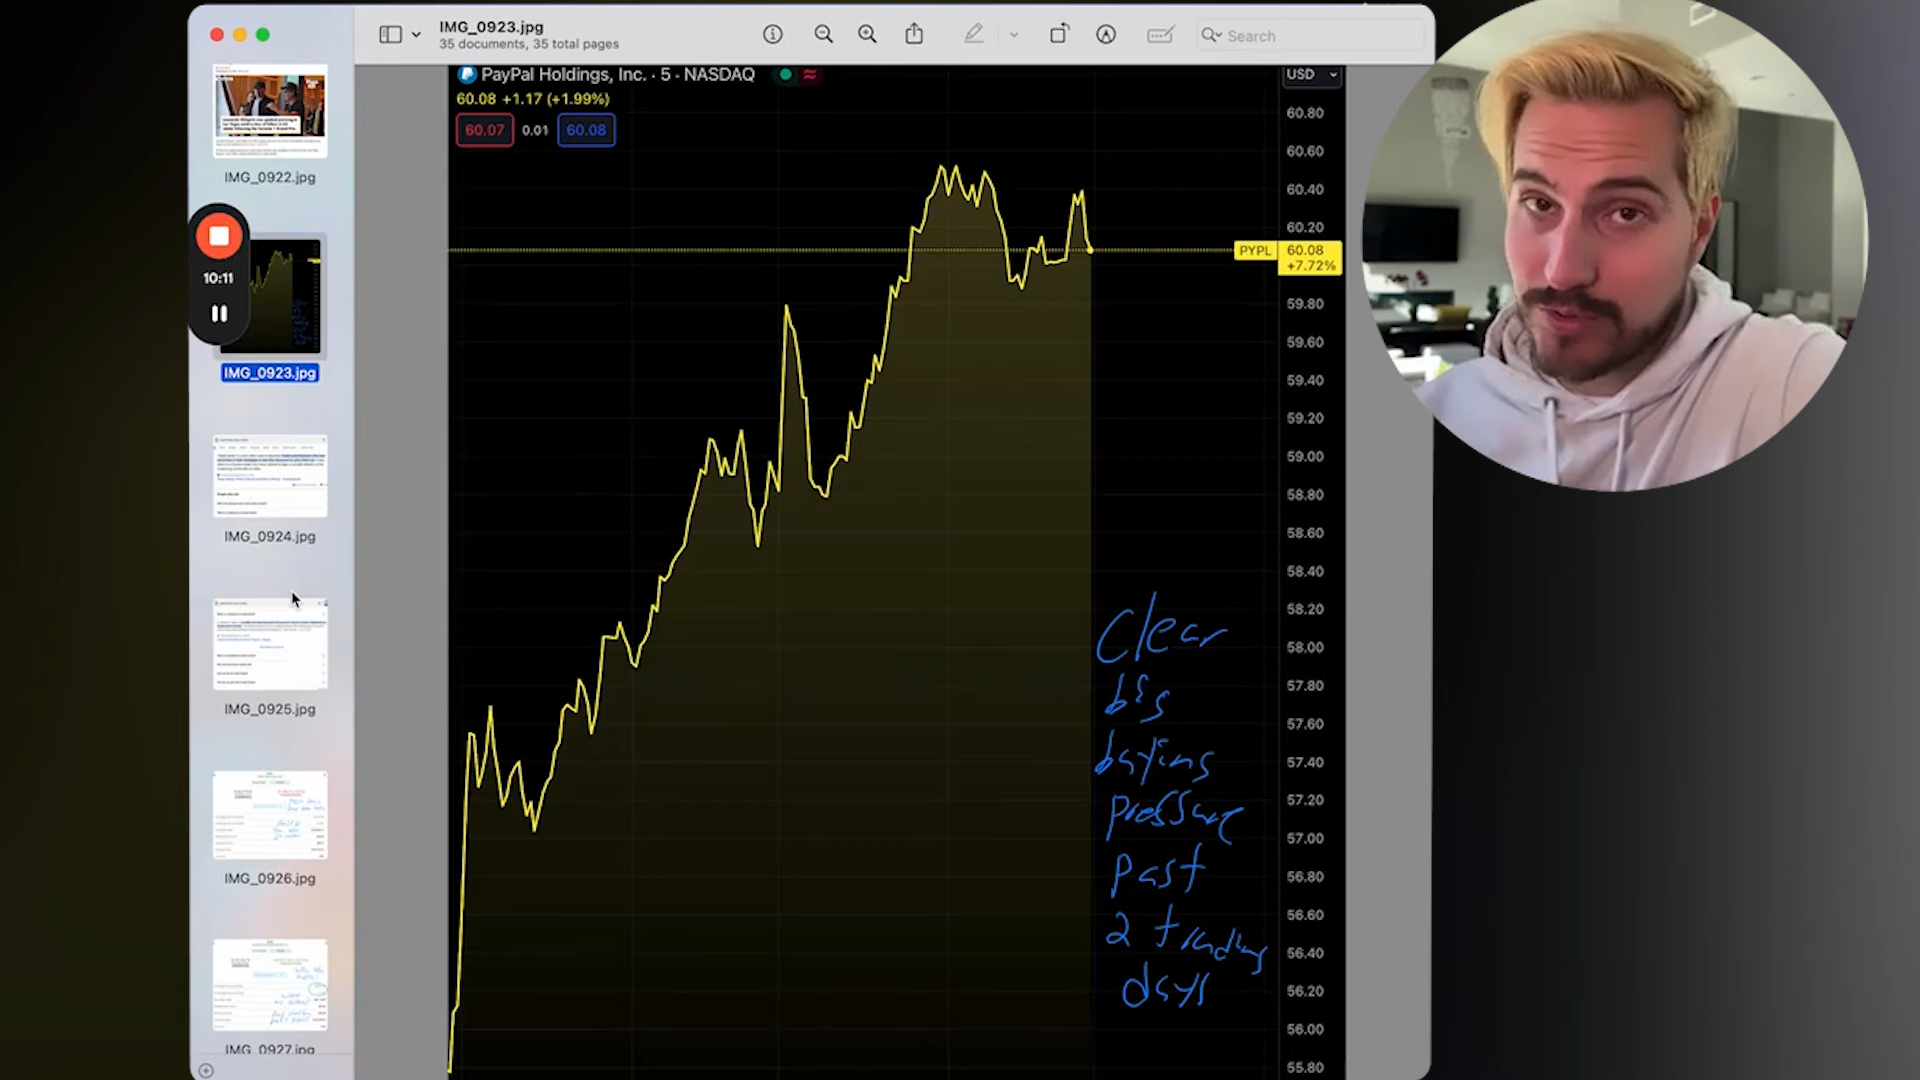 IMG_0923.jpg
35 documents, 35 total pages
Search
IMG_0922.jpg
10:11
IMG_0923.jpg
IMG_0924.jpg
IMG_0925.jpg
IMG_0926.jpg
IMG_0927.jpg
PayPal Holdings, Inc. · 5 · NASDAQ
60.08 +1.17 (+1.99%)
60.07 0.01 60.08
USD
60.80
60.60
60.40
60.20
PYPL 60.08
+7.72%
59.80
59.60
59.40
59.20
59.00
58.80
58.60
58.40
58.20
58.00
57.80
57.60
57.40
57.20
57.00
56.80
56.60
56.40
56.20
56.00
55.80
Clear
big
buying
pressure
past
2 trading
days